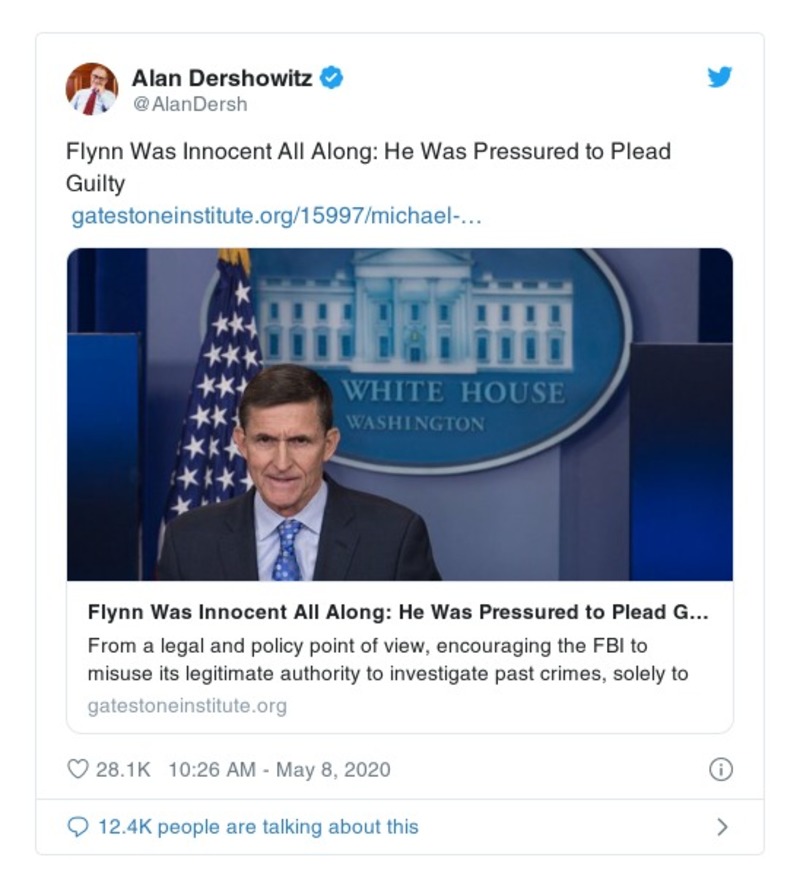 Alan Dershowitz
@AlanDersh
Flynn Was Innocent All Along: He Was Pressured to Plead
Guilty
gatestoneinstitute.org/15997/michael-…
WHITE HOUSE
WASHINGTON
Flynn Was Innocent All Along: He Was Pressured to Plead G...
From a legal and policy point of view, encouraging the FBI to
misuse its legitimate authority to investigate past crimes, solely to
gatestoneinstitute.org
28.1K 10:26 AM - May 8, 2020
12.4K people are talking about this